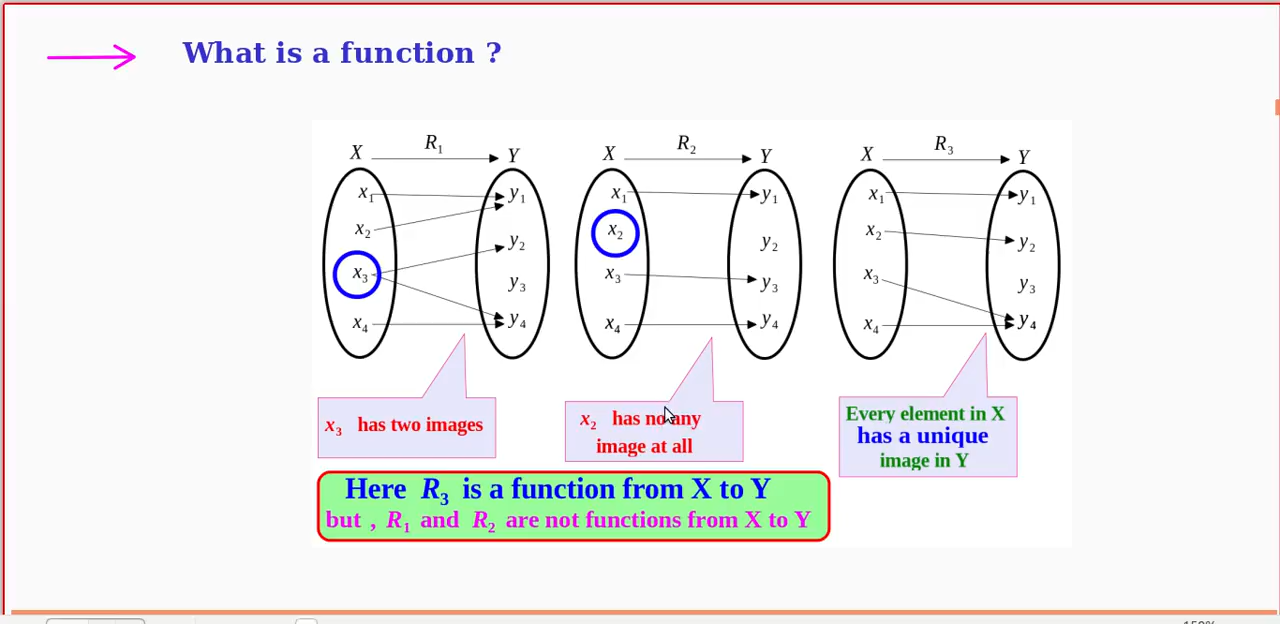 What is a function ?
X R1 Y
x1 y1
x2 y2
x3 y3
x4 y4
x3 has two images
X R2 Y
x1 y1
x2 y2
x3 y3
x4 y4
x2 has no any
image at all
X R3 Y
x1 y1
x2 y2
x3 y3
x4 y4
Every element in X
has a unique
image in Y
Here R3 is a function from X to Y
but , R1 and R2 are not functions from X to Y